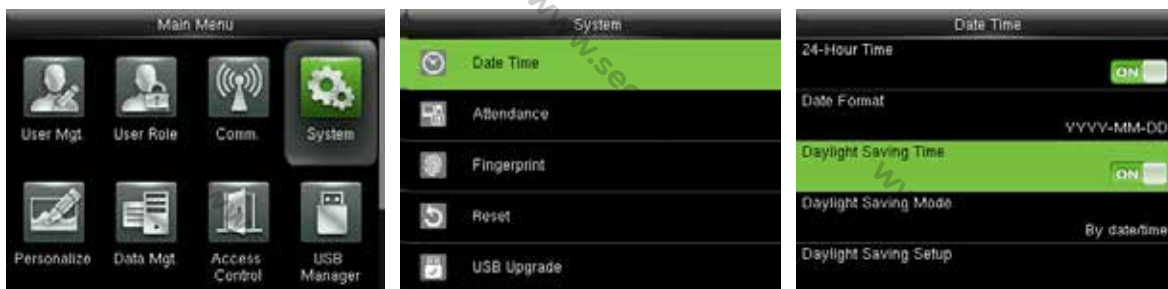 Main Menu
User Mgt.
User Role
Comm.
System
Personalize
Data Mgt.
Access
Control
USB
Manager
System
Date Time
Attendance
Fingerprint
Reset
USB Upgrade
Date Time
24-Hour Time
ON
Date Format
YYYY-MM-DD
Daylight Saving Time
ON
Daylight Saving Mode
By date/time
Daylight Saving Setup